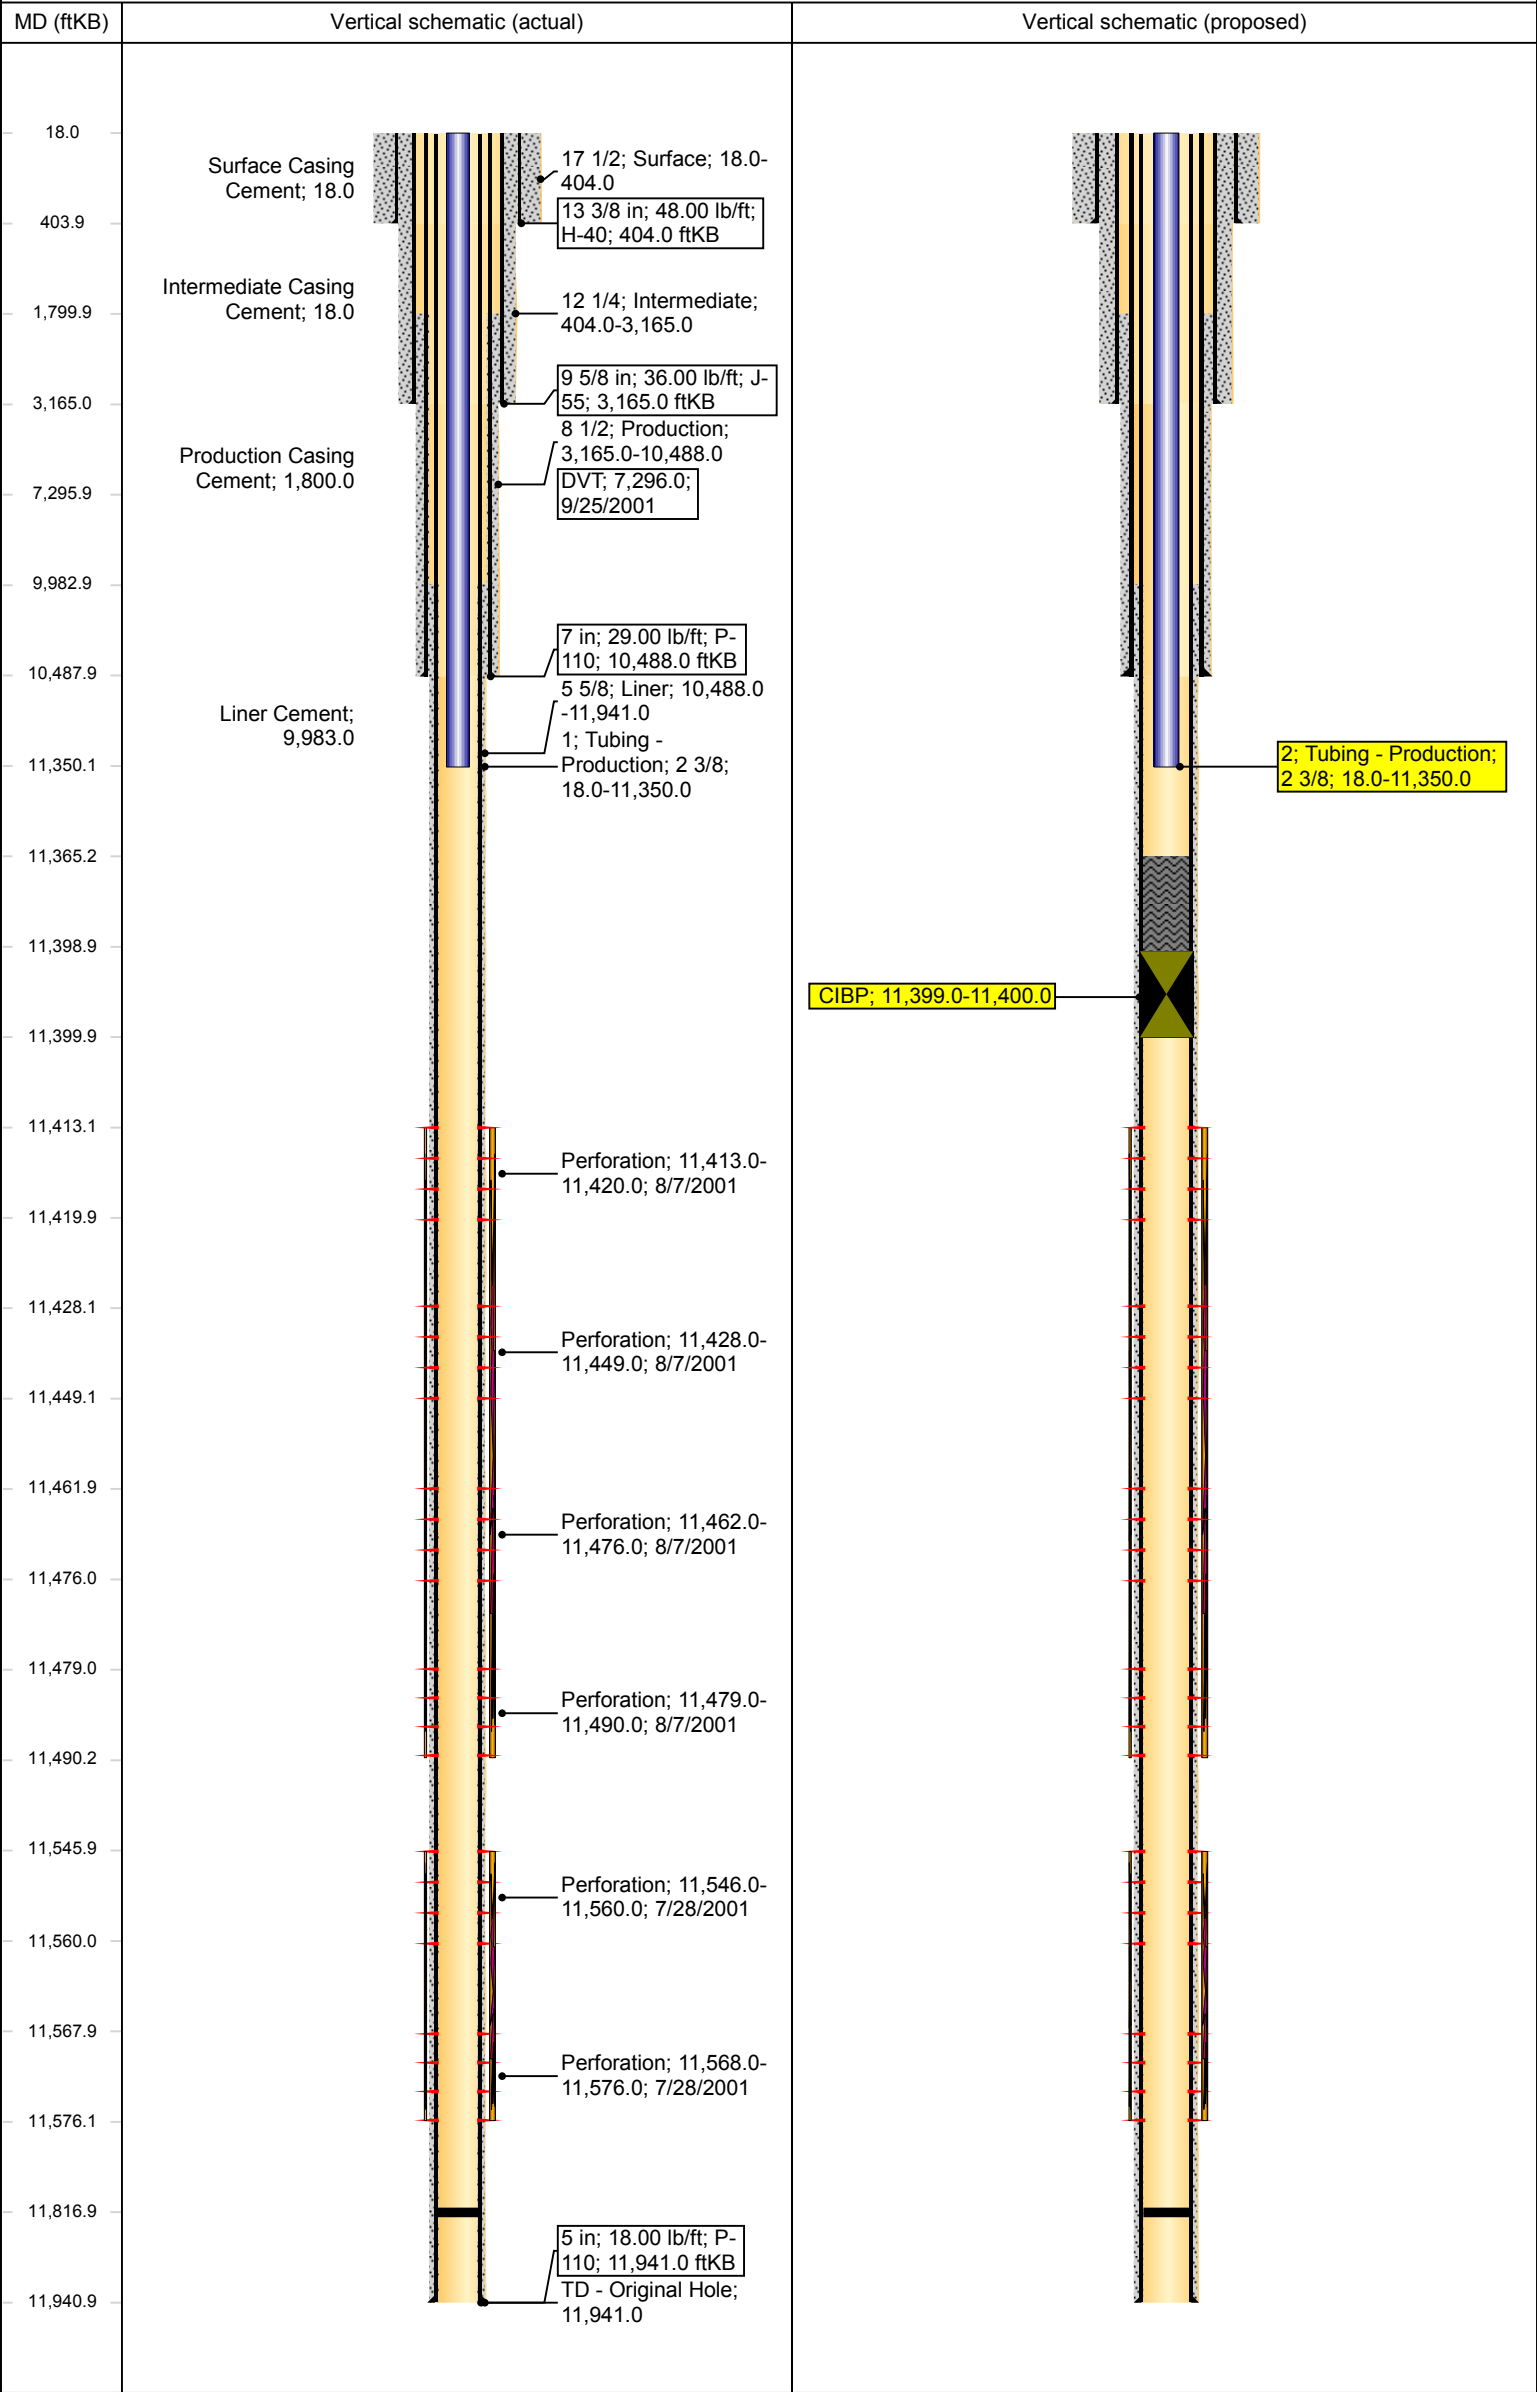 MD (ftKB)
Vertical schematic (actual)
Vertical schematic (proposed)
18.0
403.9
1,799.9
3,165.0
7,295.9
9,982.9
10,487.9
11,350.1
11,365.2
11,398.9
11,399.9
11,413.1
11,419.9
11,428.1
11,449.1
11,461.9
11,476.0
11,479.0
11,490.2
11,545.9
11,560.0
11,567.9
11,576.1
11,816.9
11,940.9
Surface Casing
Cement; 18.0
Intermediate Casing
Cement; 18.0
Production Casing
Cement; 1,800.0
Liner Cement;
9,983.0
17 1/2; Surface; 18.0-
404.0
13 3/8 in; 48.00 lb/ft;
H-40; 404.0 ftKB
12 1/4; Intermediate;
404.0-3,165.0
9 5/8 in; 36.00 lb/ft; J-
55; 3,165.0 ftKB
8 1/2; Production;
3,165.0-10,488.0
DVT; 7,296.0;
9/25/2001
7 in; 29.00 lb/ft; P-
110; 10,488.0 ftKB
5 5/8; Liner; 10,488.0
-11,941.0
1; Tubing -
Production; 2 3/8;
18.0-11,350.0
Perforation; 11,413.0-
11,420.0; 8/7/2001
Perforation; 11,428.0-
11,449.0; 8/7/2001
Perforation; 11,462.0-
11,476.0; 8/7/2001
Perforation; 11,479.0-
11,490.0; 8/7/2001
Perforation; 11,546.0-
11,560.0; 7/28/2001
Perforation; 11,568.0-
11,576.0; 7/28/2001
5 in; 18.00 lb/ft; P-
110; 11,941.0 ftKB
TD - Original Hole;
11,941.0
2; Tubing - Production;
2 3/8; 18.0-11,350.0
CIBP; 11,399.0-11,400.0